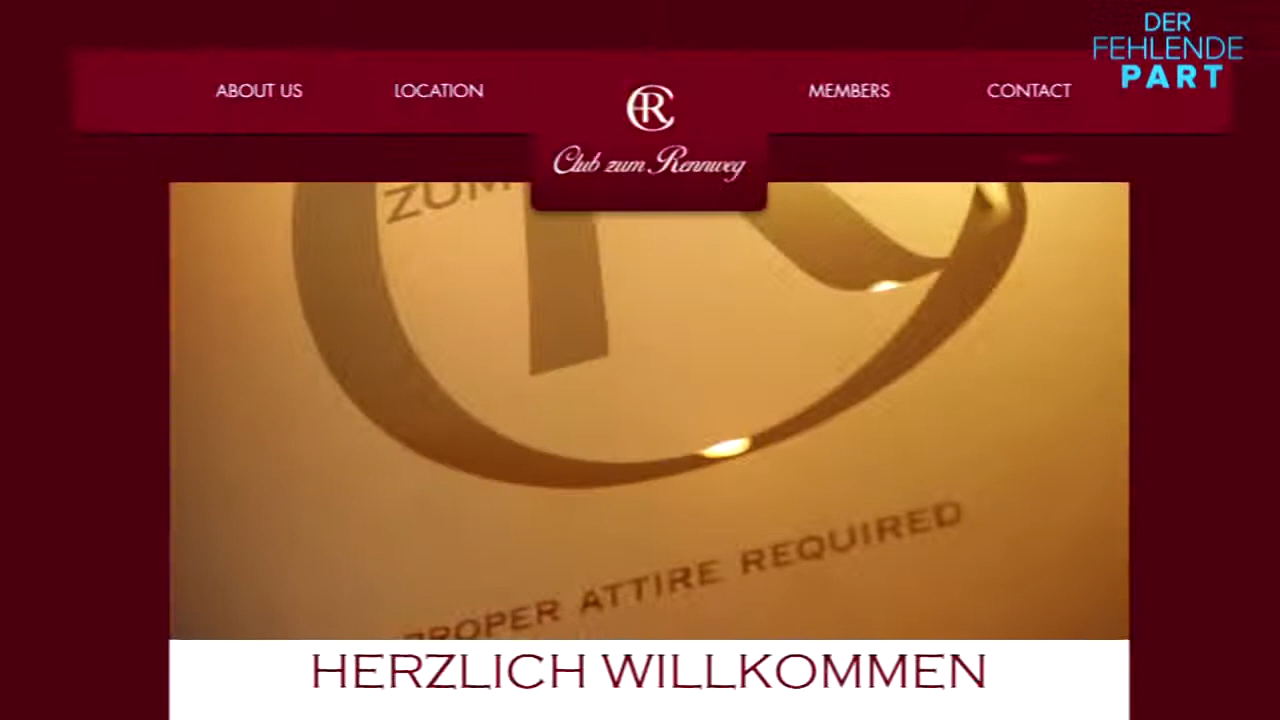 DER
FEHLENDE
PART
ABOUT US
LOCATION
CR
Club zum Rennweg
MEMBERS
CONTACT
ZUM
PROPER ATTIRE REQUIRED
HERZLICH WILLKOMMEN